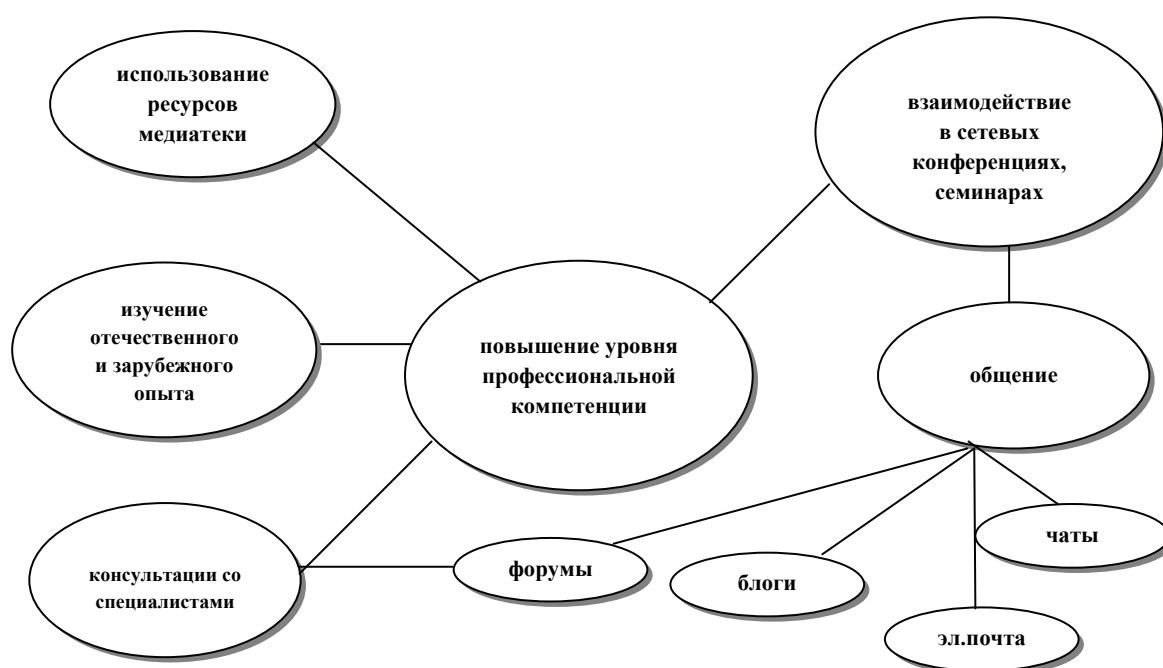 использование
ресурсов
медиатеки
взаимодействие
в сетевых
конференциях,
семинарах
изучение
отечественного
и зарубежного
опыта
повышение уровня
профессиональной
компетенции
общение
консультации со
специалистами
форумы
блоги
чаты
эл.почта